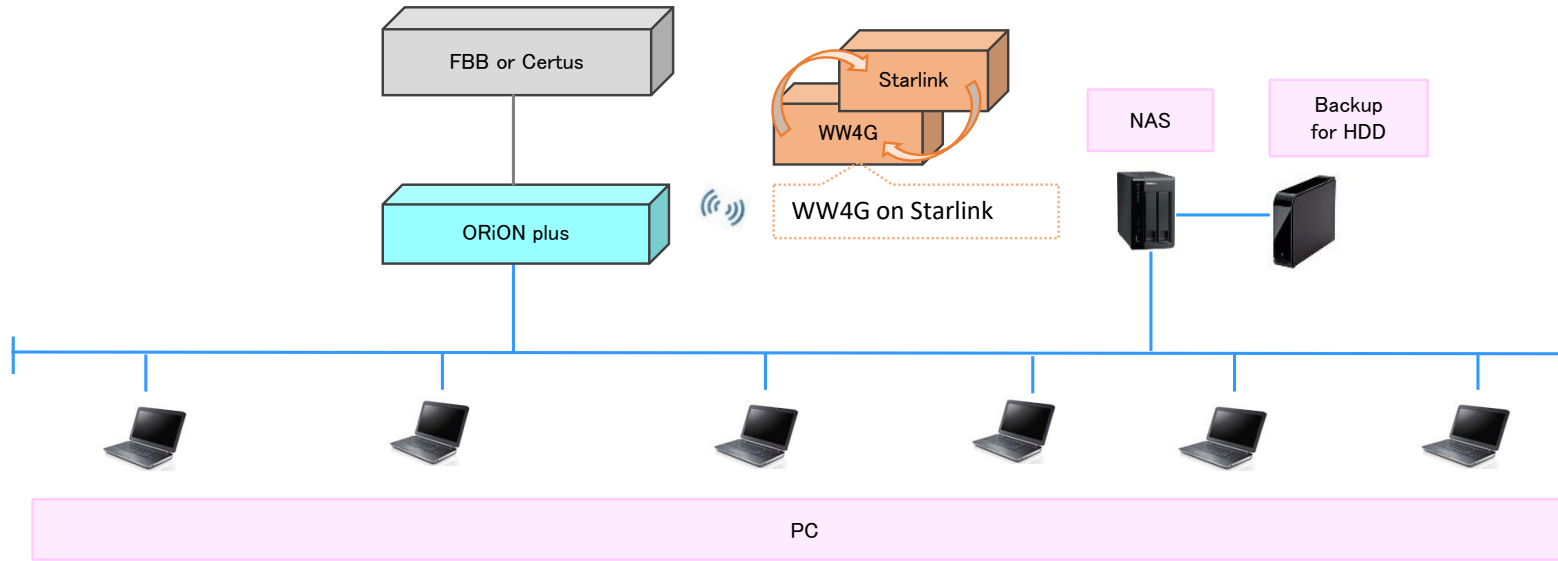 FBB or Certus
Starlink
WW4G
NAS
Backup
for HDD
ORiON plus
WW4G on Starlink
PC